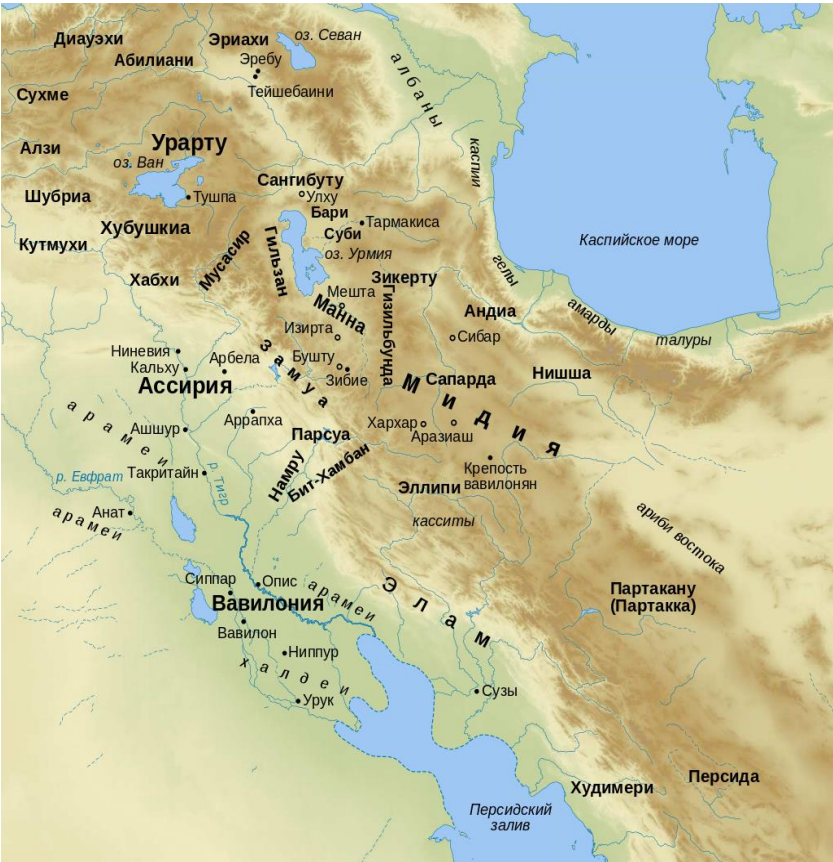 Диауэхи
Эриахи
оз. Севан
Абилиани
Эребу
Тейшебаини
албаны
Сухме
Урарту
Алзи
оз. Ван
каспии
Сангибуту
Шубриа
Тушпа
Улху
Бари
Тармакиса
Хубушкиа
Суби
Кутмухи
Мусасир
Гильзан
оз. Урмия
Каспийское море
Хабхи
Зикерту
гелы
Мешта
Гизильбунда
Манна
Андиа
амарды
Изирта
Сибар
талуры
Ниневия
Замуа
Арбела
Бушту
Кальху
Зибие
Сапарда
Нишша
Ассирия
Мидия
арамеи
Аррапха
Хархар
Ашшур
Парсуа
Аразиаш
Намру
Бит-Хамбан
Крепость
вавилонян
р. Евфрат
Такритайн
р. Тигр
Эллипи
Анат
арамеи
касситы
ариби востока
Сиппар
Опис
арамеи
Элам
Партакану
(Партакка)
Вавилония
Вавилон
Ниппур
халдеи
Урук
Сузы
Персида
Худимери
Персидский
залив